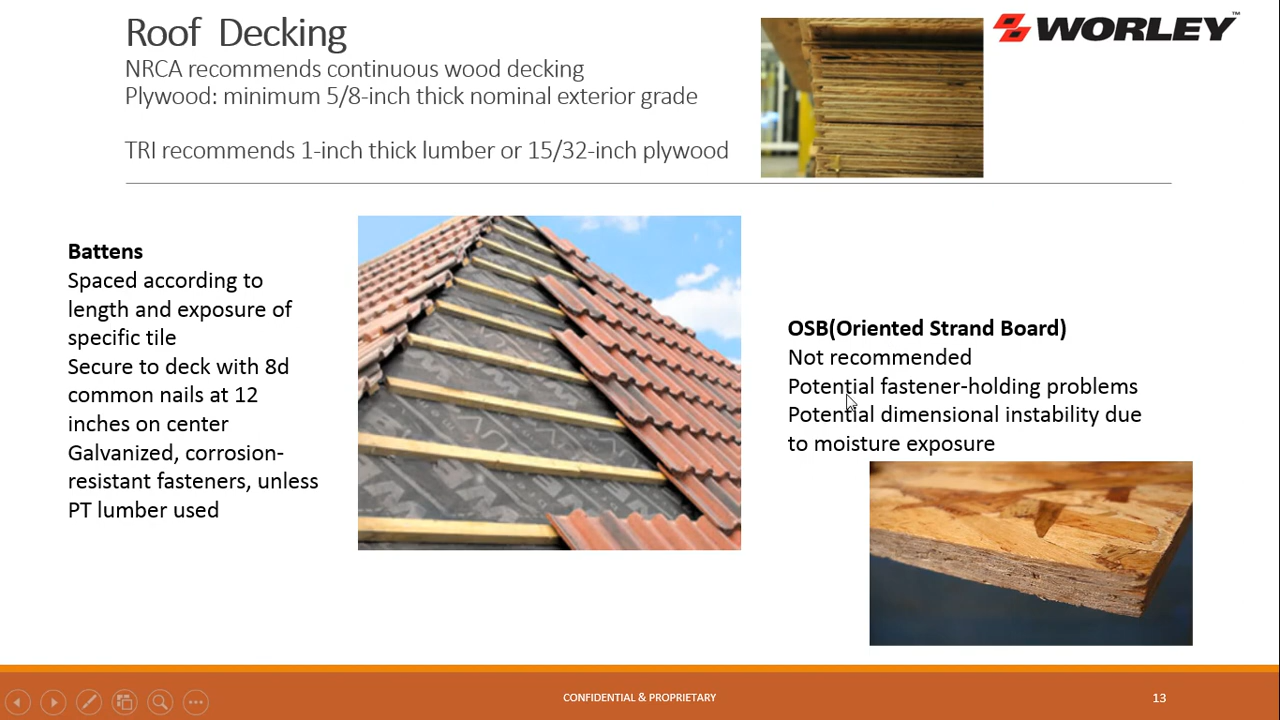 Roof Decking
NRCA recommends continuous wood decking
Plywood: minimum 5/8-inch thick nominal exterior grade
TRI recommends 1-inch thick lumber or 15/32-inch plywood
WORLEY™
Battens
Spaced according to
length and exposure of
specific tile
Secure to deck with 8d
common nails at 12
inches on center
Galvanized, corrosion-
resistant fasteners, unless
PT lumber used
OSB(Oriented Strand Board)
Not recommended
Potential fastener-holding problems
Potential dimensional instability due
to moisture exposure
CONFIDENTIAL & PROPRIETARY
13